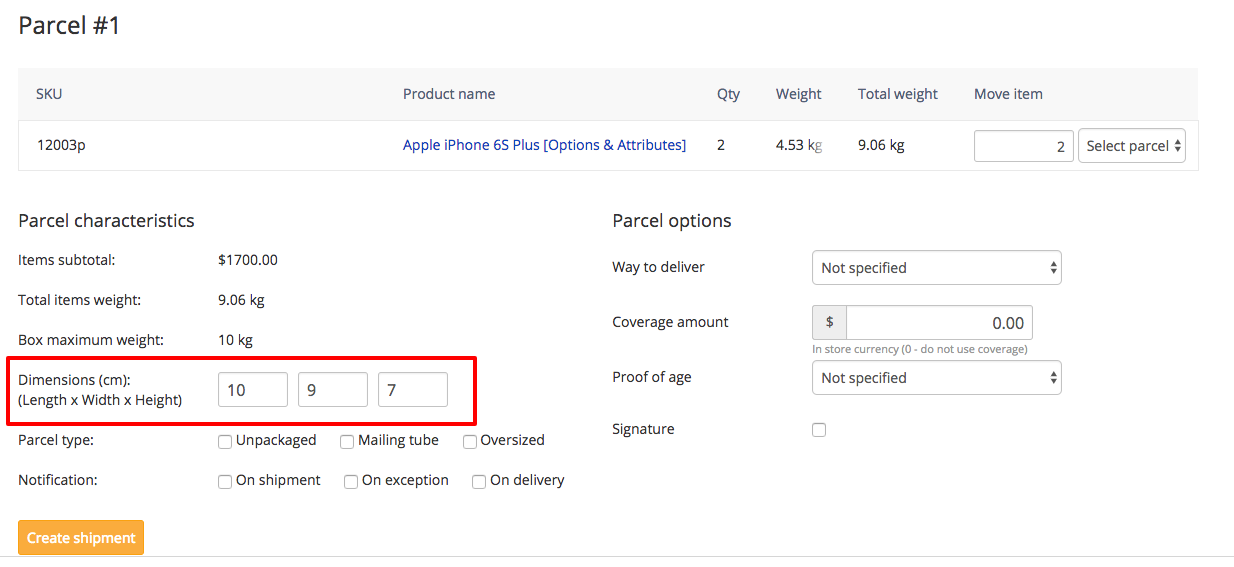 Parcel #1
SKU Product name Qty Weight Total weight Move item
12003p Apple iPhone 6S Plus [Options & Attributes] 2 4.53 kg 9.06 kg 2 Select parcel
Parcel characteristics
Items subtotal: $1700.00
Total items weight: 9.06 kg
Box maximum weight: 10 kg
Dimensions (cm):
(Length x Width x Height) 10 9 7
Parcel type: Unpackaged Mailing tube Oversized
Notification: On shipment On exception On delivery
Create shipment
Parcel options
Way to deliver Not specified
Coverage amount $ 0.00
In store currency (0 - do not use coverage)
Proof of age Not specified
Signature